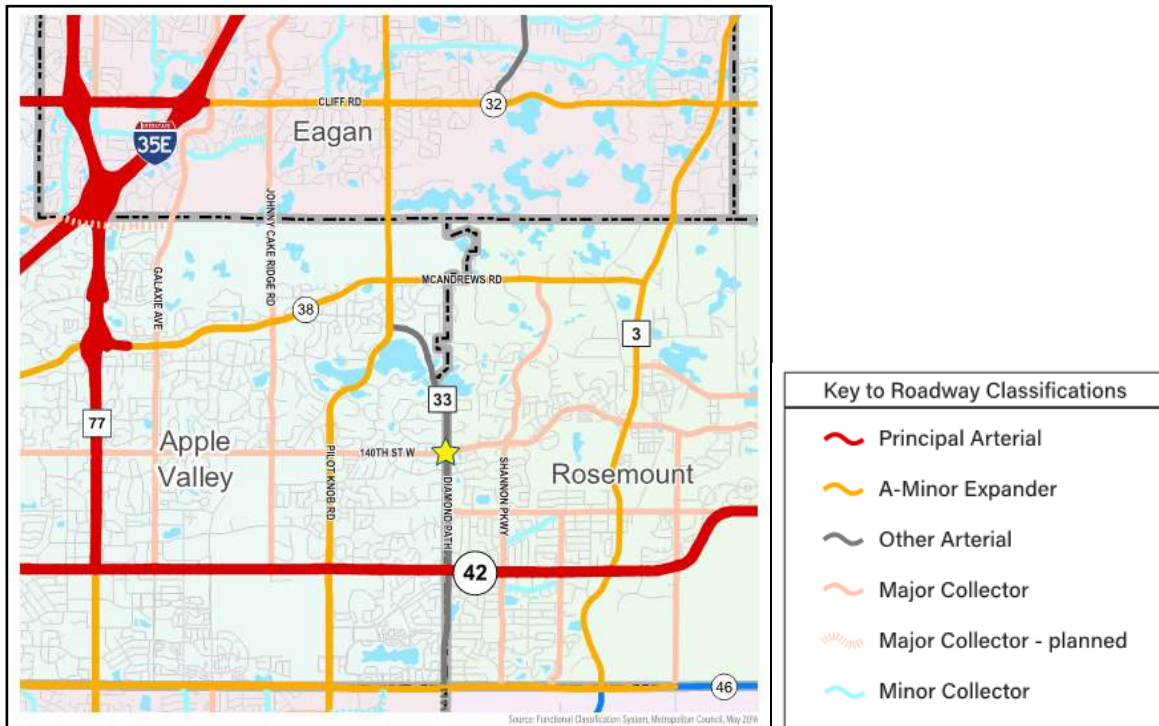 CLIFF RD
32
Eagan
INTERSTATE
35E
JOHNNY CAKE RIDGE RD
GALAXIE AVE
MCANDREWS RD
38
3
33
77
Apple
Valley
140TH ST W
PILOT KNOB RD
DIAMOND PATH
SHANNON PKWY
Rosemount
42
46
Source: Functional Classification System, Metropolitan Council, May 2018
Key to Roadway Classifications
Principal Arterial
A-Minor Expander
Other Arterial
Major Collector
Major Collector - planned
Minor Collector